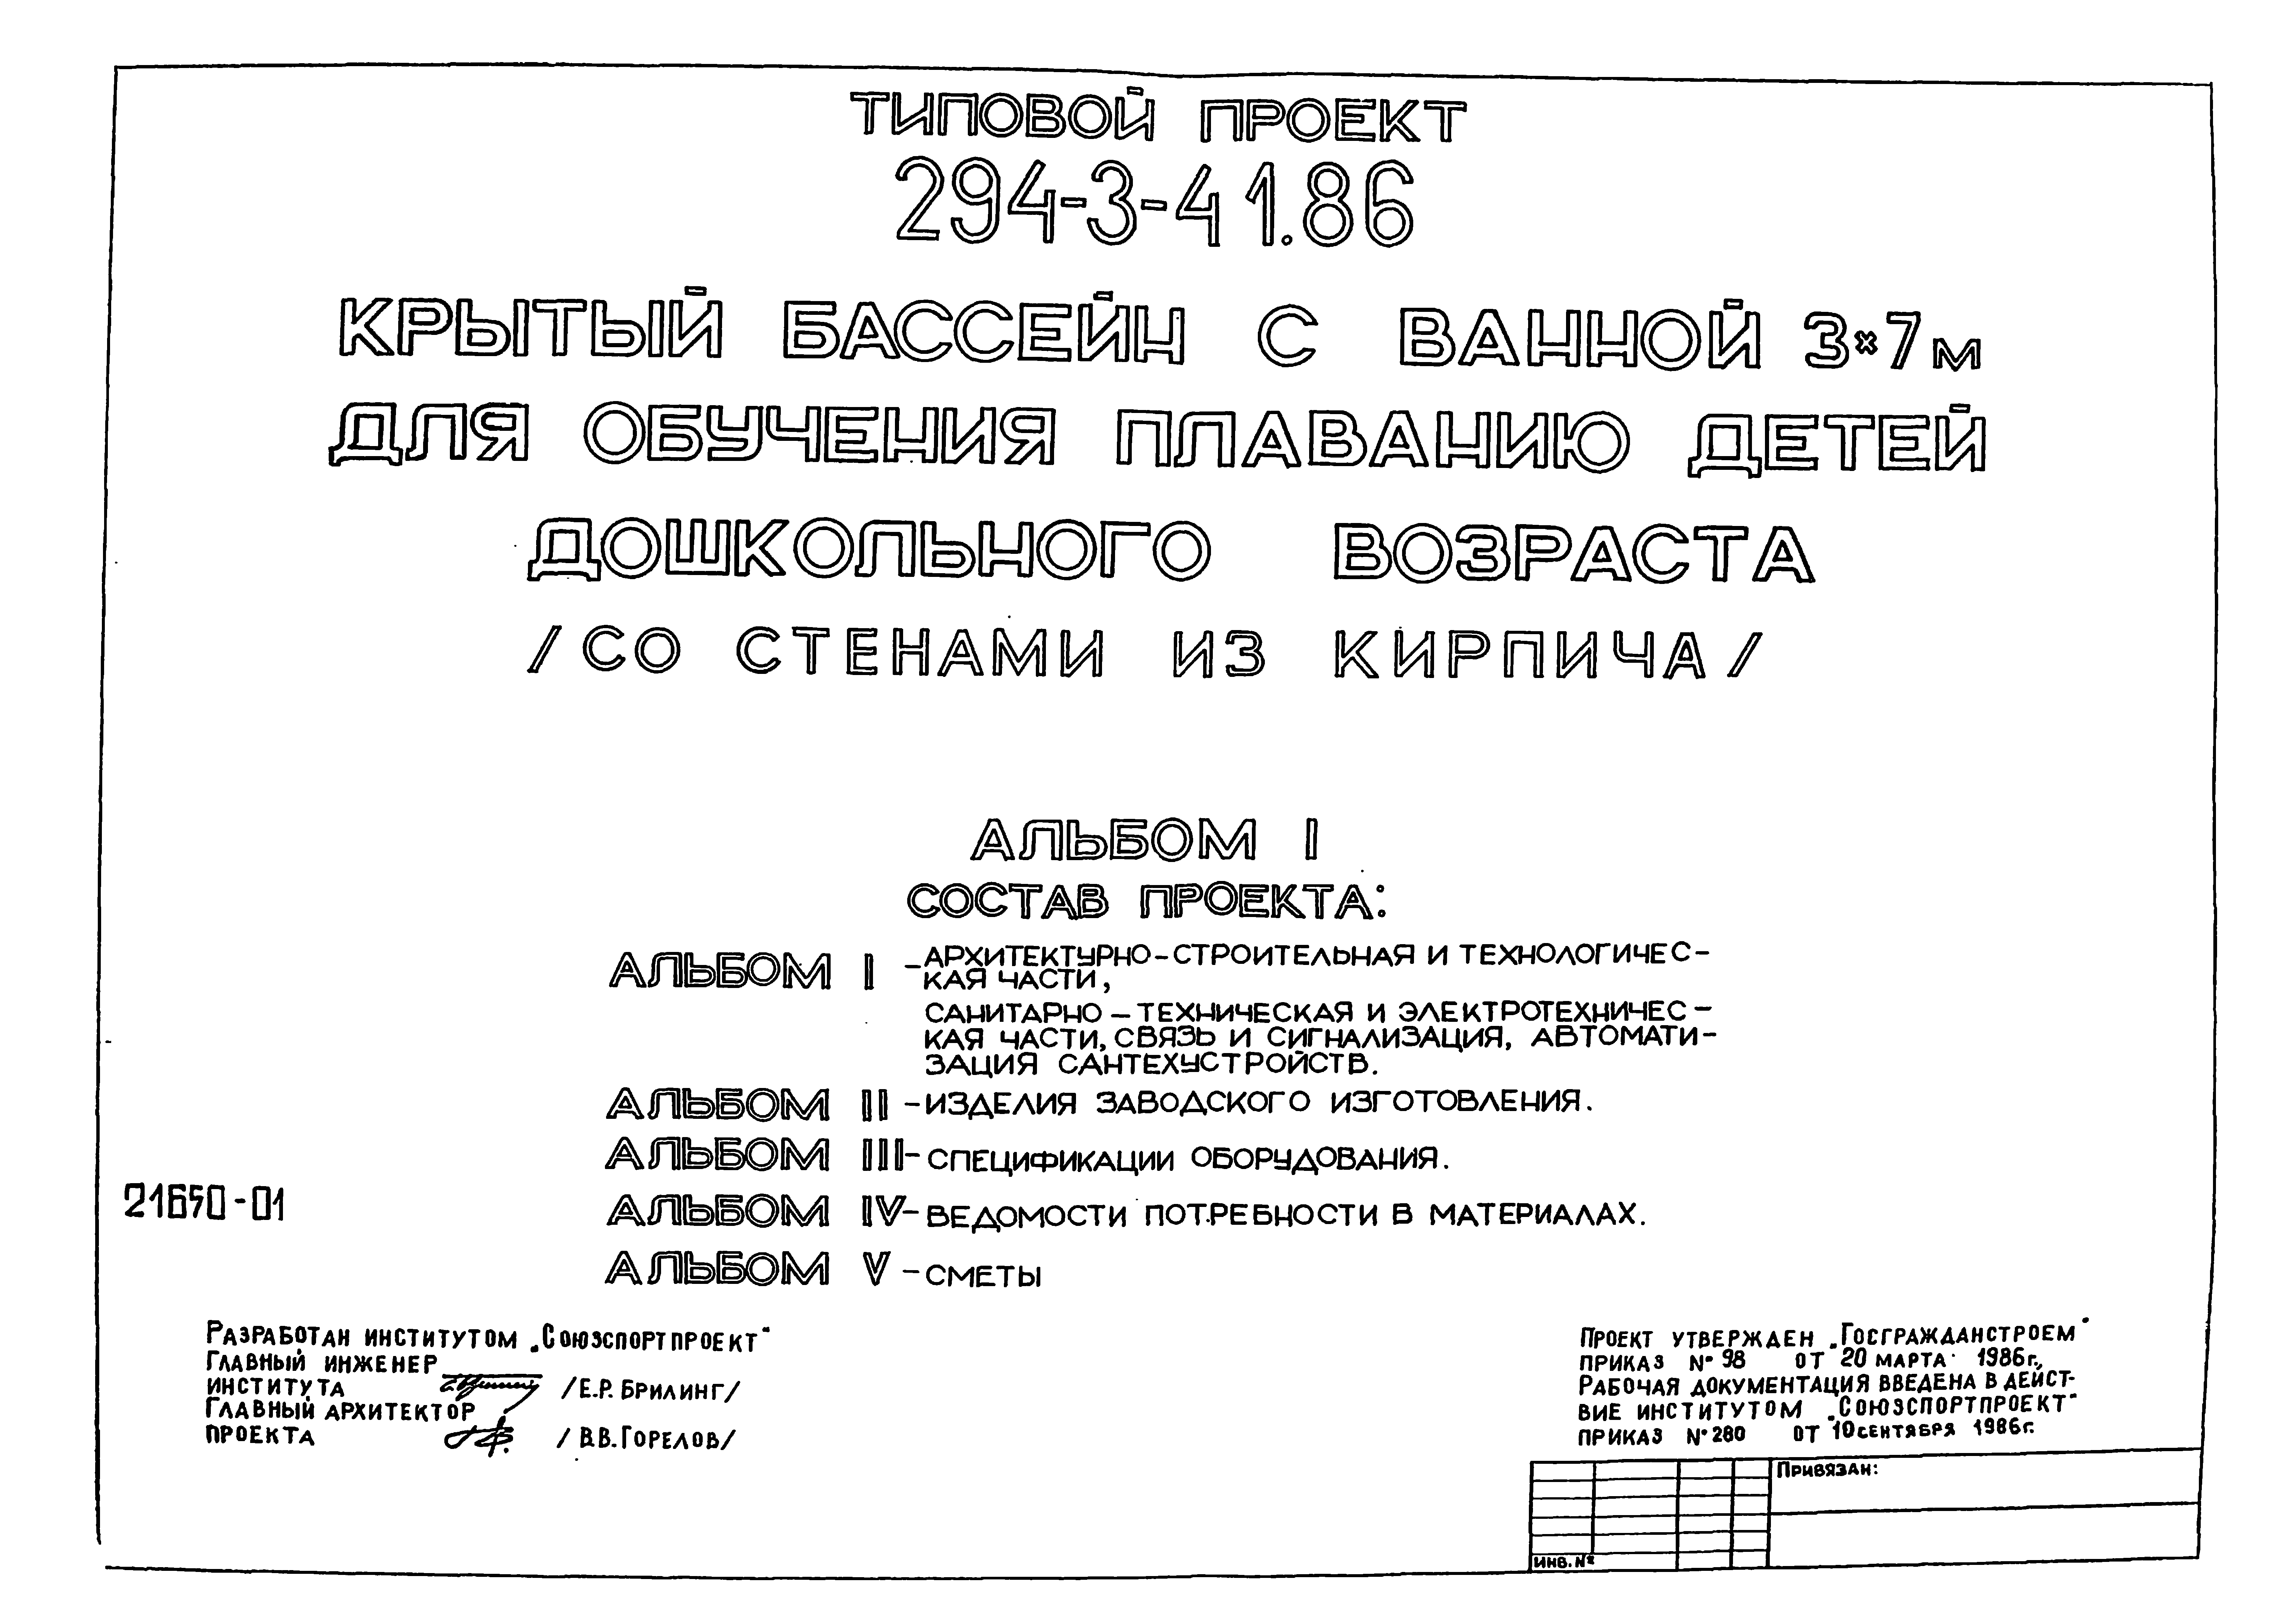 ТИПОВОЙ ПРОЕКТ
294-3-41.86
КРЫТЫЙ БАССЕЙН С ВАННОЙ 3×7м
ДЛЯ ОБУЧЕНИЯ ПЛАВАНИЮ ДЕТЕЙ
ДОШКОЛЬНОГО ВОЗРАСТА
/СО СТЕНАМИ ИЗ КИРПИЧА/
АЛЬБОМ I
СОСТАВ ПРОЕКТА:
АЛЬБОМ I - АРХИТЕКТУРНО-СТРОИТЕЛЬНАЯ И ТЕХНОЛОГИЧЕС-
КАЯ ЧАСТИ,
САНИТАРНО-ТЕХНИЧЕСКАЯ И ЭЛЕКТРОТЕХНИЧЕС-
КАЯ ЧАСТИ, СВЯЗЬ И СИГНАЛИЗАЦИЯ, АВТОМАТИ-
ЗАЦИЯ САНТЕХУСТРОЙСТВ.
АЛЬБОМ II - ИЗДЕЛИЯ ЗАВОДСКОГО ИЗГОТОВЛЕНИЯ.
АЛЬБОМ III - СПЕЦИФИКАЦИИ ОБОРУДОВАНИЯ.
АЛЬБОМ IV - ВЕДОМОСТИ ПОТРЕБНОСТИ В МАТЕРИАЛАХ.
АЛЬБОМ V - СМЕТЫ
21650-01
РАЗРАБОТАН ИНСТИТУТОМ „СОЮЗСПОРТПРОЕКТ"
ГЛАВНЫЙ ИНЖЕНЕР
ИНСТИТУТА /Е.Р. БРИЛИНГ/
ГЛАВНЫЙ АРХИТЕКТОР
ПРОЕКТА /В.В. ГОРЕЛОВ/
ПРОЕКТ УТВЕРЖДЕН „ГОСГРАЖДАНСТРОЕМ"
ПРИКАЗ № 98 ОТ 20 МАРТА 1986г.,
РАБОЧАЯ ДОКУМЕНТАЦИЯ ВВЕДЕНА В ДЕЙСТ-
ВИЕ ИНСТИТУТОМ „СОЮЗСПОРТПРОЕКТ"
ПРИКАЗ № 280 ОТ 10 СЕНТЯБРЯ 1986г.
ПРИВЯЗАН:
ИНВ. №